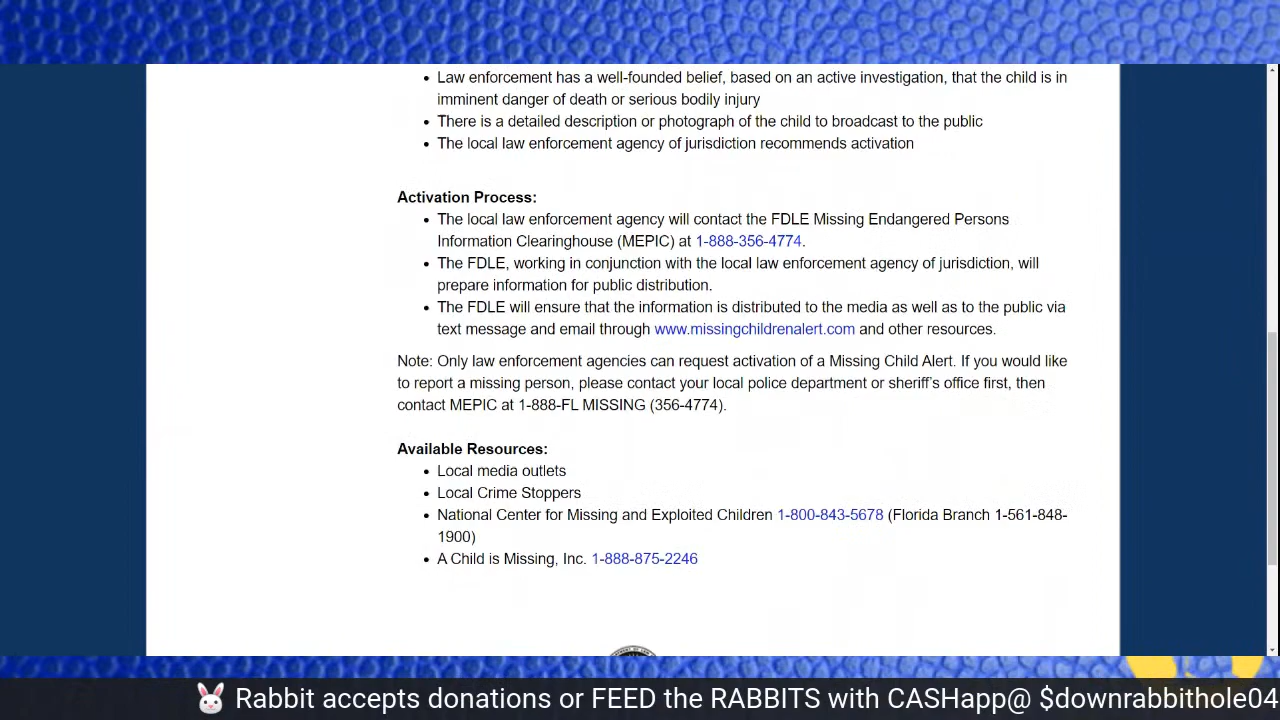 Law enforcement has a well-founded belief, based on an active investigation, that the child is in
imminent danger of death or serious bodily injury
There is a detailed description or photograph of the child to broadcast to the public
The local law enforcement agency of jurisdiction recommends activation
Activation Process:
The local law enforcement agency will contact the FDLE Missing Endangered Persons
Information Clearinghouse (MEPIC) at 1-888-356-4774.
The FDLE, working in conjunction with the local law enforcement agency of jurisdiction, will
prepare information for public distribution.
The FDLE will ensure that the information is distributed to the media as well as to the public via
text message and email through www.missingchildrenalert.com and other resources.
Note: Only law enforcement agencies can request activation of a Missing Child Alert. If you would like
to report a missing person, please contact your local police department or sheriff's office first, then
contact MEPIC at 1-888-FL MISSING (356-4774).
Available Resources:
Local media outlets
Local Crime Stoppers
National Center for Missing and Exploited Children 1-800-843-5678 (Florida Branch 1-561-848-
1900)
A Child is Missing, Inc. 1-888-875-2246
🐰 Rabbit accepts donations or FEED the RABBITS with CASHapp@ $downrabbithole04